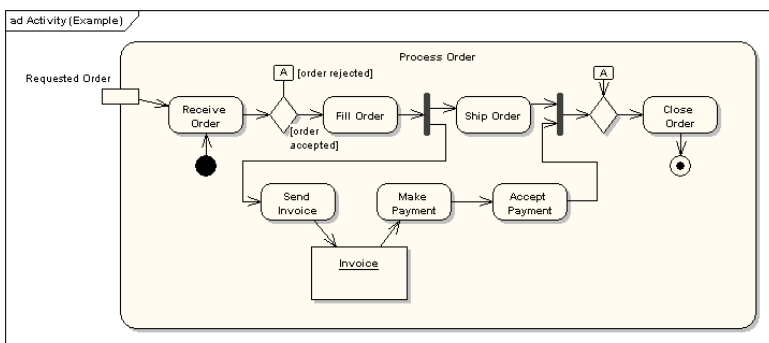 ad Activity (Example)
Process Order
Requested Order
A
[order rejected]
A
Receive
Order
Fill Order
Ship Order
Close
Order
[order
accepted]
Send
Invoice
Make
Payment
Accept
Payment
Invoice